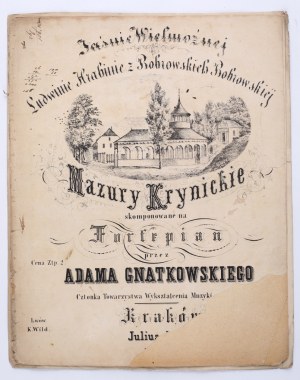 Jaśnie Wielmożnej
Ludwinie Hrabinie z Bobrowskich Bobrowskiej
Mazury Krynickie
skomponowane na
Fortepian
przez
ADAMA GNATKOWSKIEGO
Cena Złp. 2
Członka Towarzystwa Wykształcenia Muzyki
Kraków
Lwów
K. Wild.
Julius